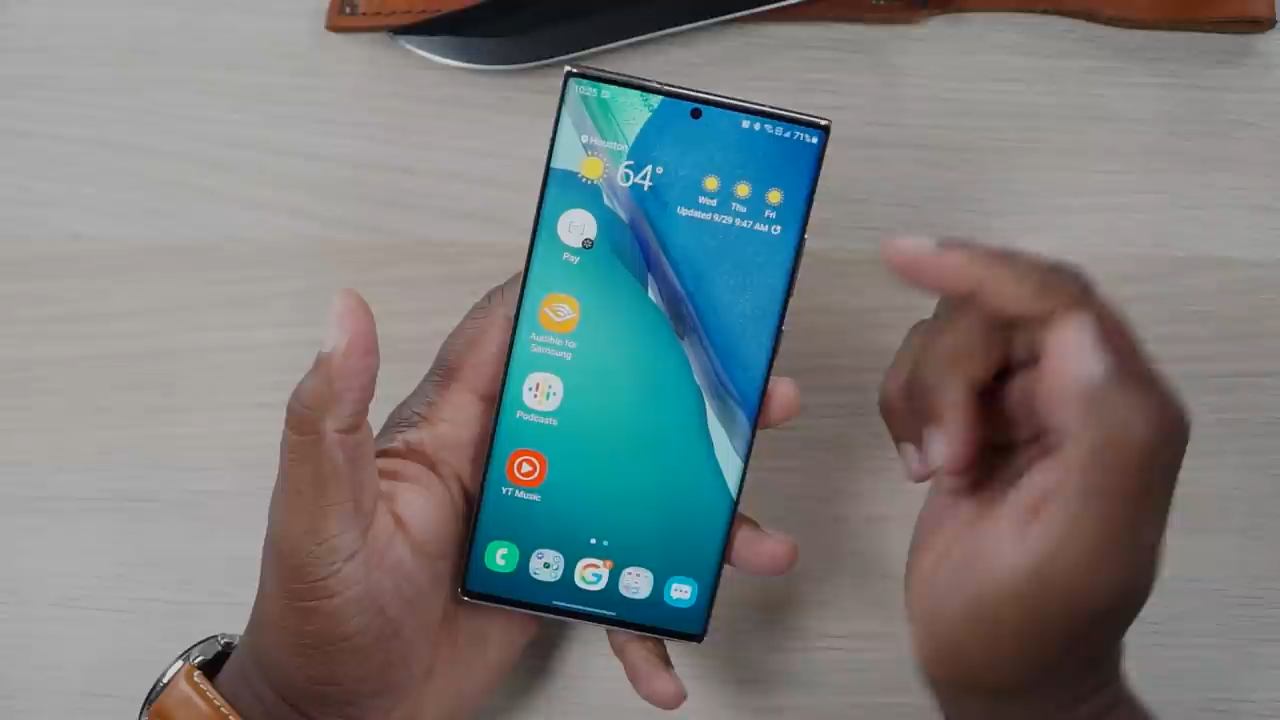 10:25
71%
Houston
64°
Wed Thu Fri
Updated 9/29 9:47 AM
Pay
Audible for
Samsung
Podcasts
YT Music